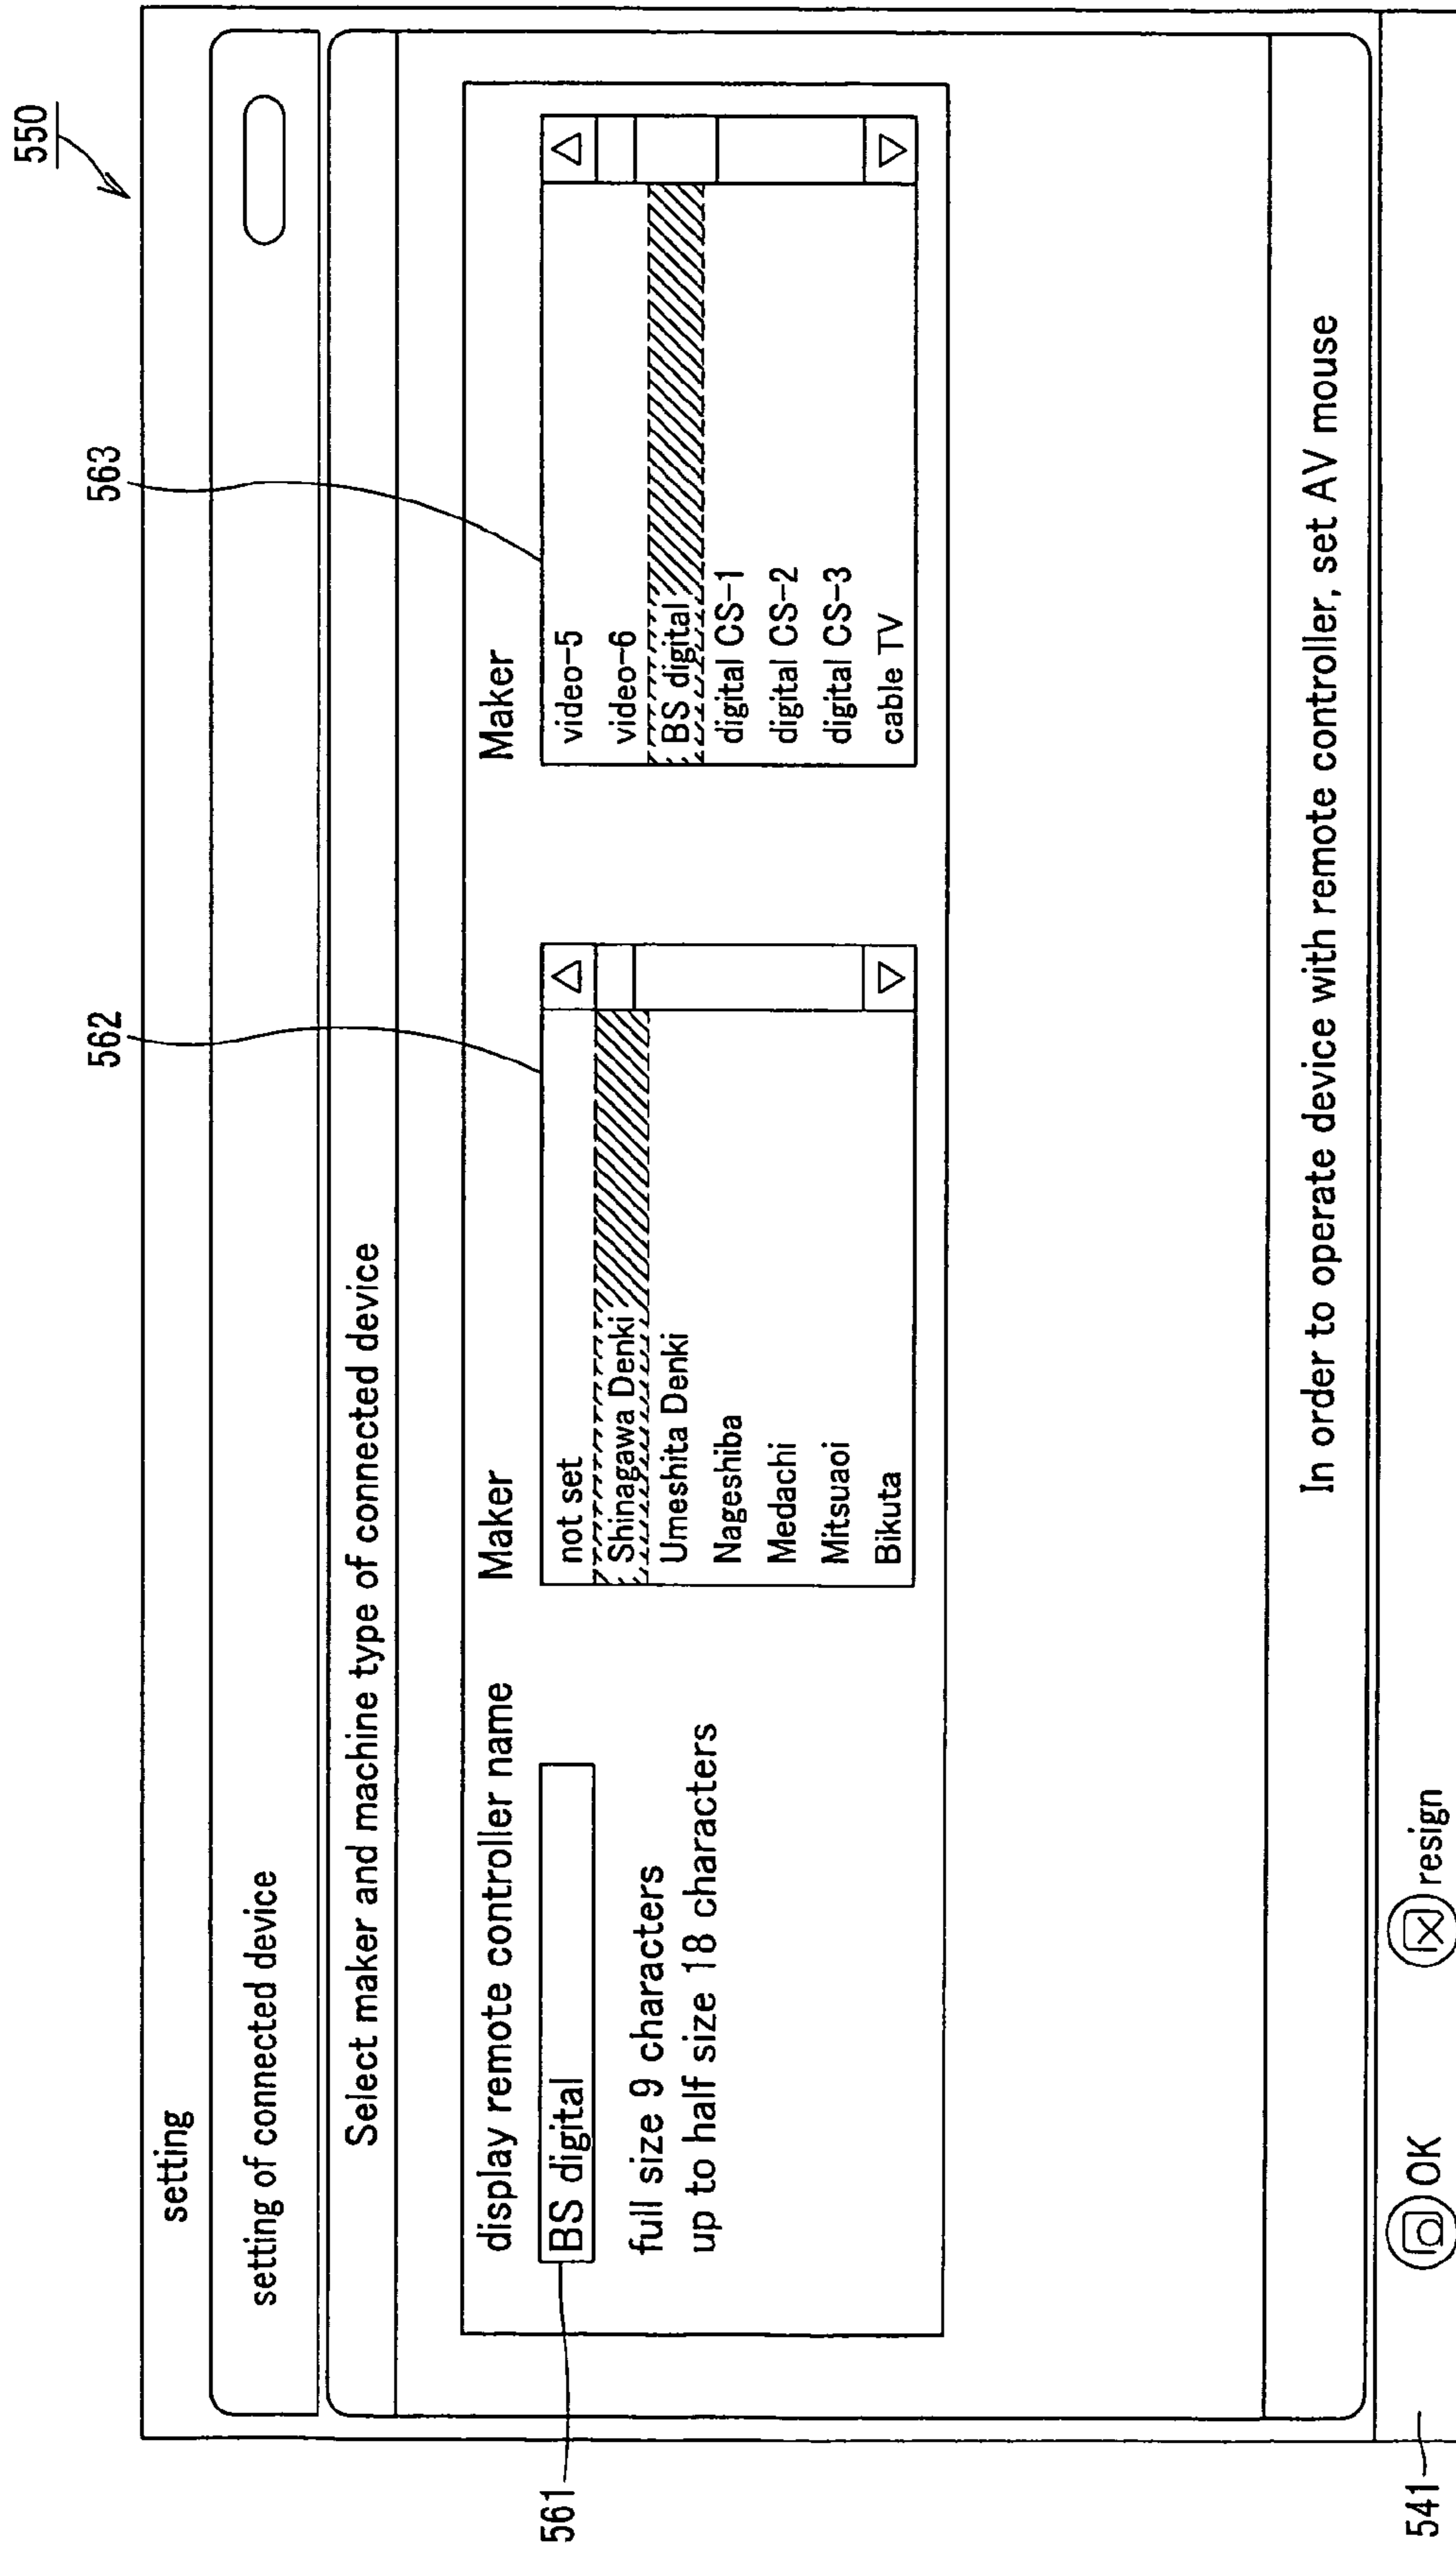 550
setting
setting of connected device
Select maker and machine type of connected device
562
563
display remote controller name
561
BS digital
full size 9 characters
up to half size 18 characters
Maker
not set
Shinagawa Denki
Umeshita Denki
Nageshiba
Medachi
Mitsuaoi
Bikuta
Maker
video-5
video-6
BS digital
digital CS-1
digital CS-2
digital CS-3
cable TV
In order to operate device with remote controller, set AV mouse
541
OK
resign